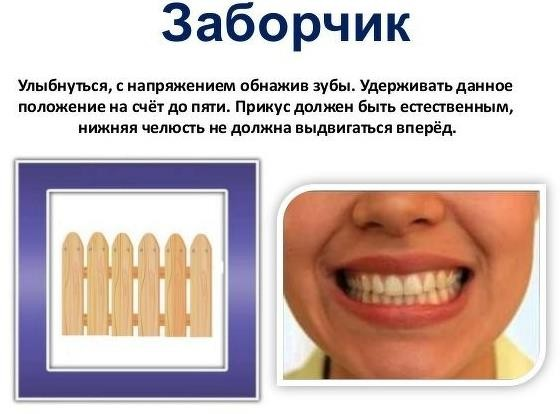 Заборчик
Улыбнуться, с напряжением обнажив зубы. Удерживать данное
положение на счёт до пяти. Прикус должен быть естественным,
нижняя челюсть не должна выдвигаться вперёд.